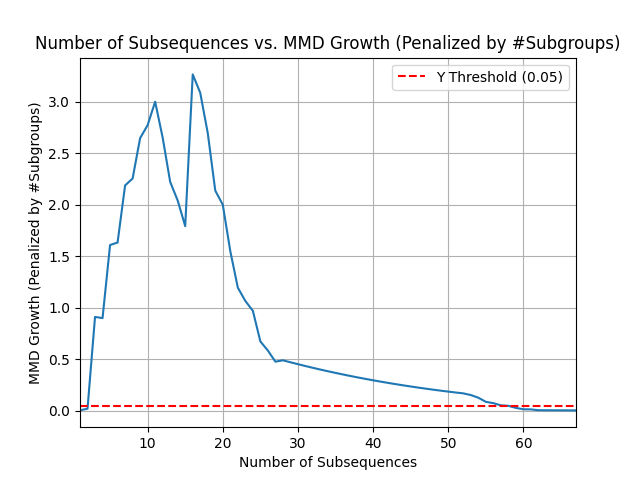 Number of Subsequences vs. MMD Growth (Penalized by #Subgroups)
Y Threshold (0.05)
MMD Growth (Penalized by #Subgroups)
3.0
2.5
2.0
1.5
1.0
0.5
0.0
10 20 30 40 50 60
Number of Subsequences